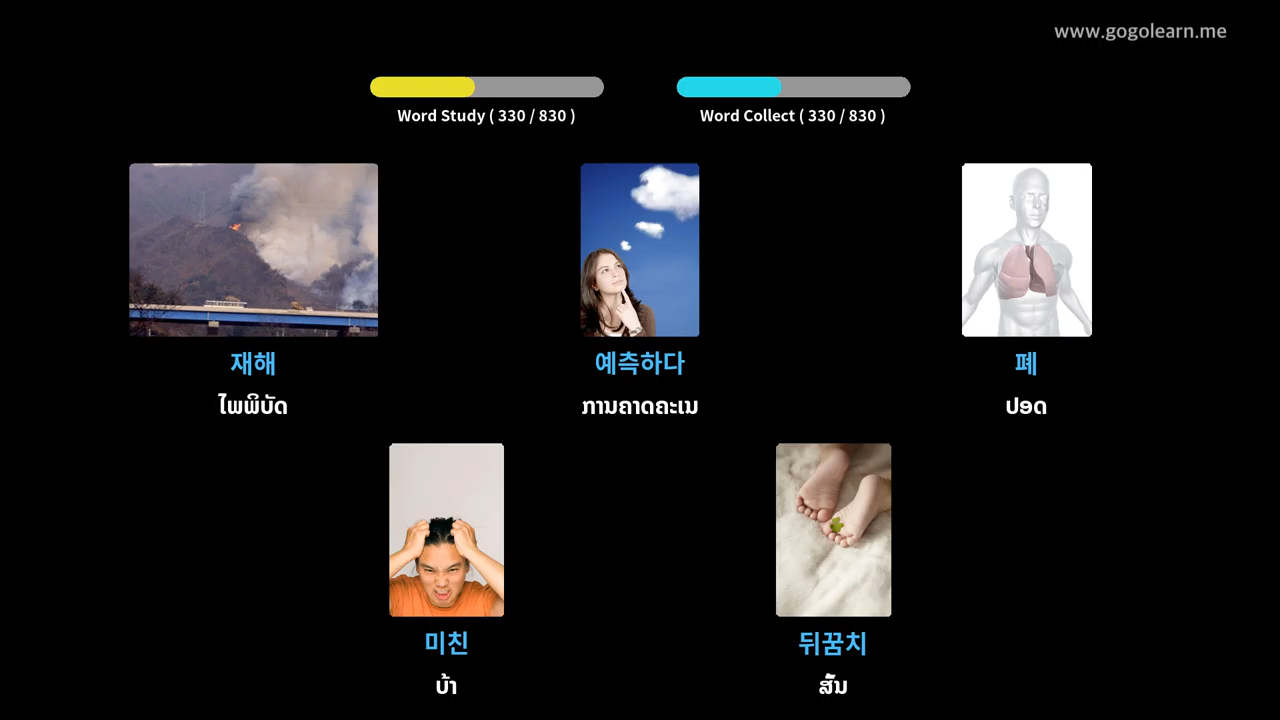 www.gogolearn.me
Word Study ( 330 / 830 )
Word Collect ( 330 / 830 )
재해
예측하다
폐
ໄພພິບັດ
ການຄາດຄະເນ
ປອດ
미친
뒤꿈치
ບ້າ
ສັ້ນ